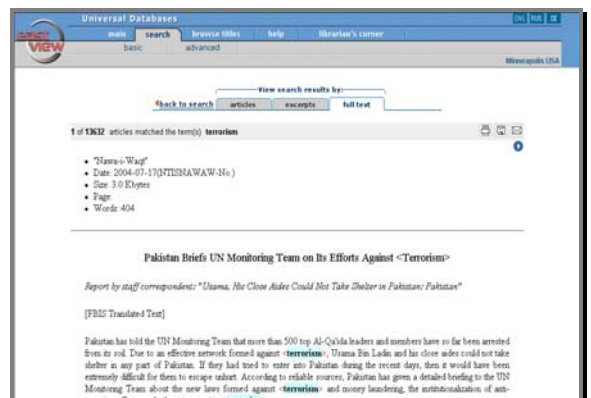 Universal Databases
ENG RUS DE
EAST VIEW
main search browse titles help librarian's corner
basic advanced
Minneapolis USA
View search results by:
back to search articles excerpts full text
1 of 13632 articles matched the term(s) terrorism
• "Nawa-i-Waqt"
• Date: 2004-07-17(NTISNAWAW-No.)
• Size: 3.0 Kbytes
• Page:
• Words: 404
Pakistan Briefs UN Monitoring Team on Its Efforts Against <Terrorism>
Report by staff correspondent: "Usama, His Close Aides Could Not Take Shelter in Pakistan: Pakistan"
[FBIS Translated Text]
Pakistan has told the UN Monitoring Team that more than 500 top Al-Qa'ida leaders and members have so far been arrested
from its soil. Due to an effective network formed against <terrorism>, Usama Bin Ladin and his close aides could not take
shelter in any part of Pakistan. If they had tried to enter into Pakistan during the recent days, then it would have been
extremely difficult for them to escape unhurt. According to reliable sources, Pakistan has given a detailed briefing to the UN
Monitoring Team about the new laws formed against <terrorism> and money laundering, the institutionalization of anti-